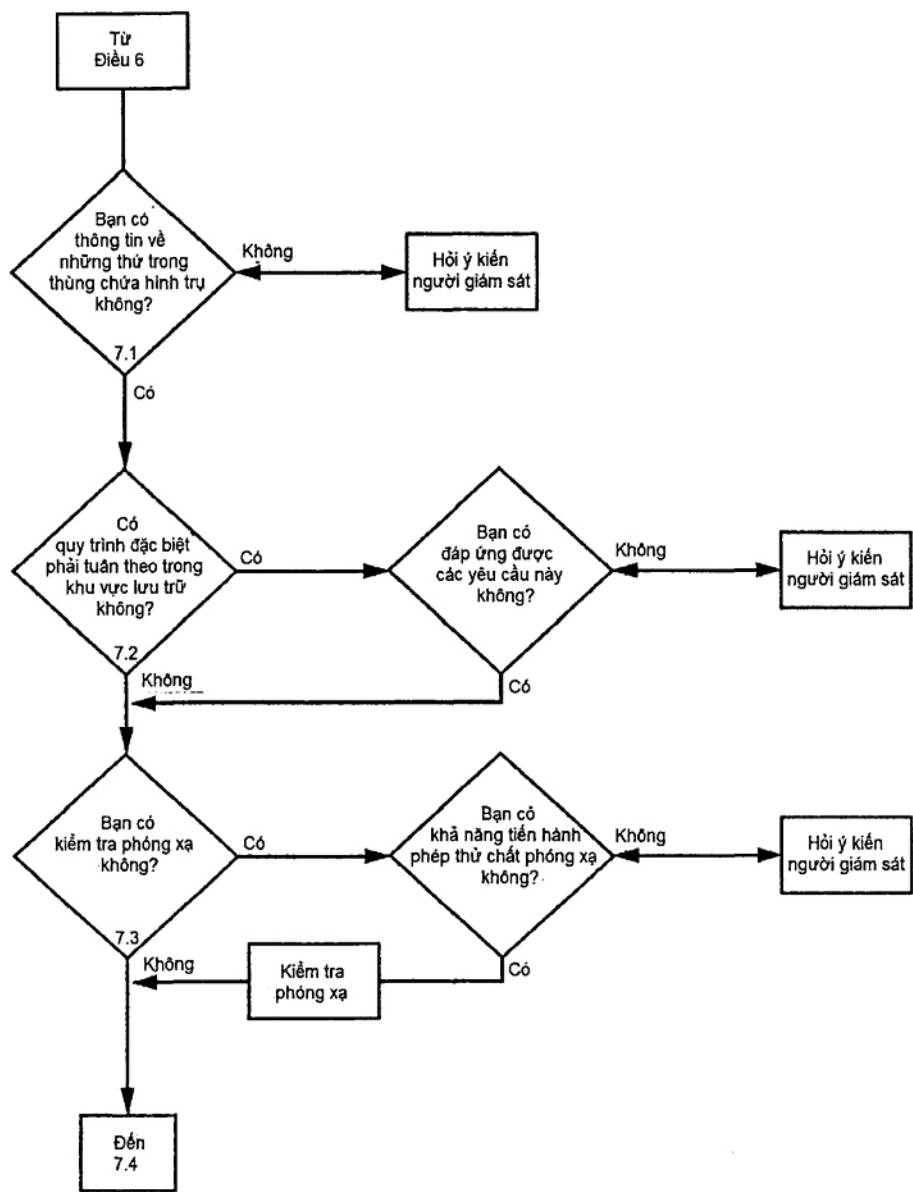 Từ
Điều 6
Bạn có
thông tin về
những thứ trong
thùng chứa hình trụ
không?
7.1
Không
Hỏi ý kiến
người giám sát
Có
Có
quy trình đặc biệt
phải tuân theo trong
khu vực lưu trữ
không?
7.2
Có
Bạn có
đáp ứng được
các yêu cầu này
không?
Không
Hỏi ý kiến
người giám sát
Không
Có
Bạn có
kiểm tra phóng xạ
không?
7.3
Có
Bạn có
khả năng tiến hành
phép thử chất phóng xạ
không?
Không
Hỏi ý kiến
người giám sát
Không
Kiểm tra
phóng xạ
Có
Đến
7.4